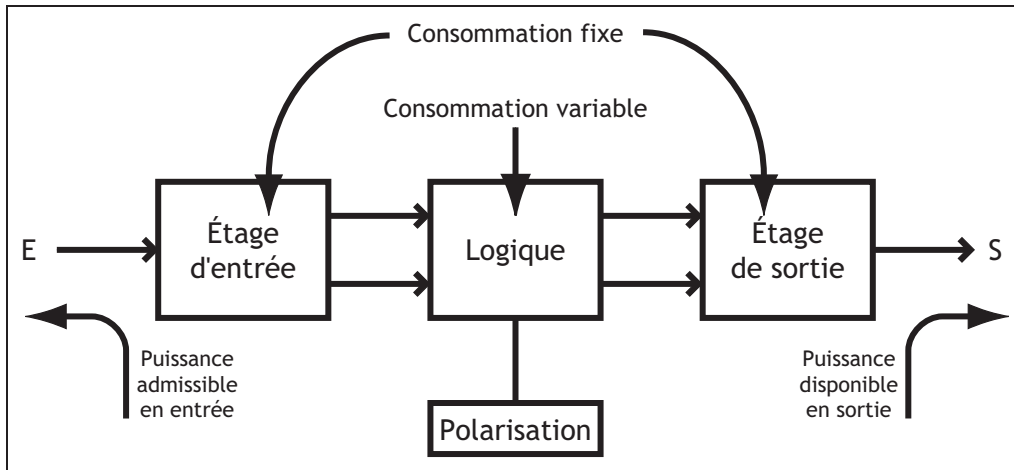 Consommation fixe
Consommation variable
E
Étage
d'entrée
Logique
Étage
de sortie
S
Puissance
admissible
en entrée
Puissance
disponible
en sortie
Polarisation